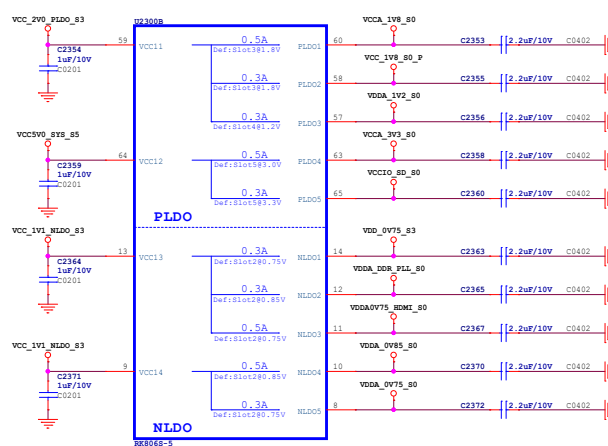 VCC_2V0_PLDO_S3
U2300B
VCCA_1V8_S0
59
VCC11
0.5A
Def:Slot3@1.8V
PLDO1
60
C2353
2.2uF/10V
C0402
C2354
1uF/10V
C0201
VCC_1V8_S0_P
0.3A
Def:Slot3@1.8V
PLDO2
58
C2355
2.2uF/10V
C0402
VDDA_1V2_S0
0.3A
Def:Slot4@1.2V
PLDO3
57
C2356
2.2uF/10V
C0402
VCC5V0_SYS_S5
VCCA_3V3_S0
64
VCC12
0.5A
Def:Slot5@3.0V
PLDO4
63
C2358
2.2uF/10V
C0402
C2359
1uF/10V
C0201
VCCIO_SD_S0
0.3A
Def:Slot5@3.3V
PLDO5
65
C2360
2.2uF/10V
C0402
PLDO
VCC_1V1_NLDO_S3
VDD_0V75_S3
13
VCC13
0.3A
Def:Slot2@0.75V
NLDO1
14
C2363
2.2uF/10V
C0402
C2364
1uF/10V
C0201
VDDA_DDR_PLL_S0
0.3A
Def:Slot2@0.85V
NLDO2
12
C2365
2.2uF/10V
C0402
VDDA0V75_HDMI_S0
0.5A
Def:Slot2@0.75V
NLDO3
11
C2367
2.2uF/10V
C0402
VCC_1V1_NLDO_S3
VDDA_0V85_S0
9
VCC14
0.5A
Def:Slot2@0.85V
NLDO4
10
C2370
2.2uF/10V
C0402
C2371
1uF/10V
C0201
VDDA_0V75_S0
0.3A
Def:Slot2@0.75V
NLDO5
8
C2372
2.2uF/10V
C0402
NLDO
RK806S-5